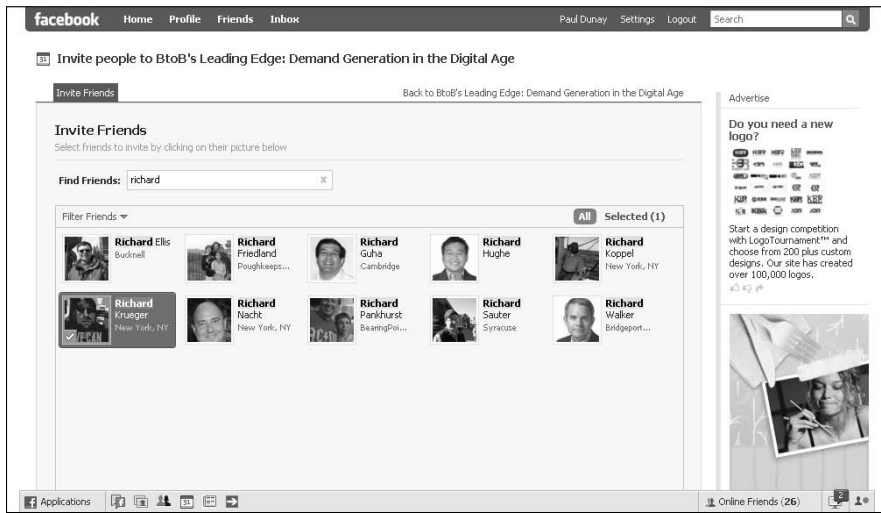 facebook Home Profile Friends Inbox Paul Dunay Settings Logout Search
31 Invite people to BtoB's Leading Edge: Demand Generation in the Digital Age
Invite Friends Back to BtoB's Leading Edge: Demand Generation in the Digital Age
Invite Friends
Select friends to invite by clicking on their picture below
Find Friends: richard
Filter Friends All Selected (1)
Richard Ellis
Bucknell
Richard
Friedland
Poughkeeps...
Richard
Guha
Cambridge
Richard
Hughe
Richard
Koppel
New York, NY
Richard
Krueger
New York, NY
Richard
Nacht
New York, NY
Richard
Pankhurst
BearingPoi...
Richard
Sauter
Syracuse
Richard
Walker
Bridgeport...
Advertise
Do you need a new
logo?
Start a design competition
with LogoTournament™ and
choose from 200 plus custom
designs. Our site has created
over 100,000 logos.
Applications 31 Online Friends (26) 2